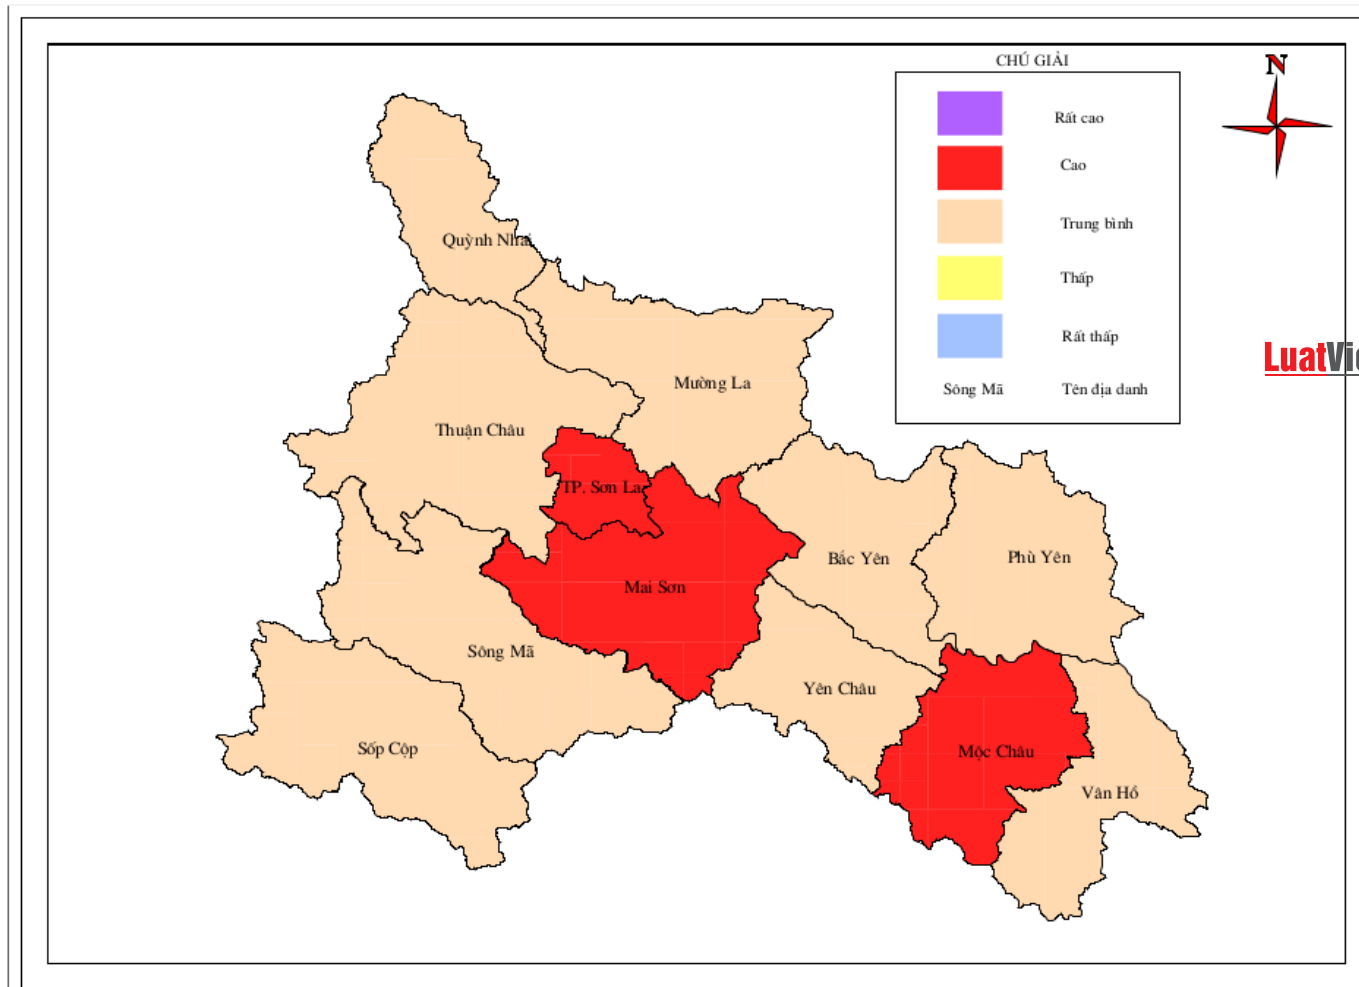 CHÚ GIẢI
N
Rất cao
Cao
Trung bình
Thấp
Rất thấp
Sông Mã Tên địa danh
LuatVie
Quỳnh Nhai
Mường La
Thuận Châu
TP. Sơn La
Bắc Yên
Phù Yên
Mai Sơn
Sông Mã
Yên Châu
Sốp Cộp
Mộc Châu
Vân Hồ